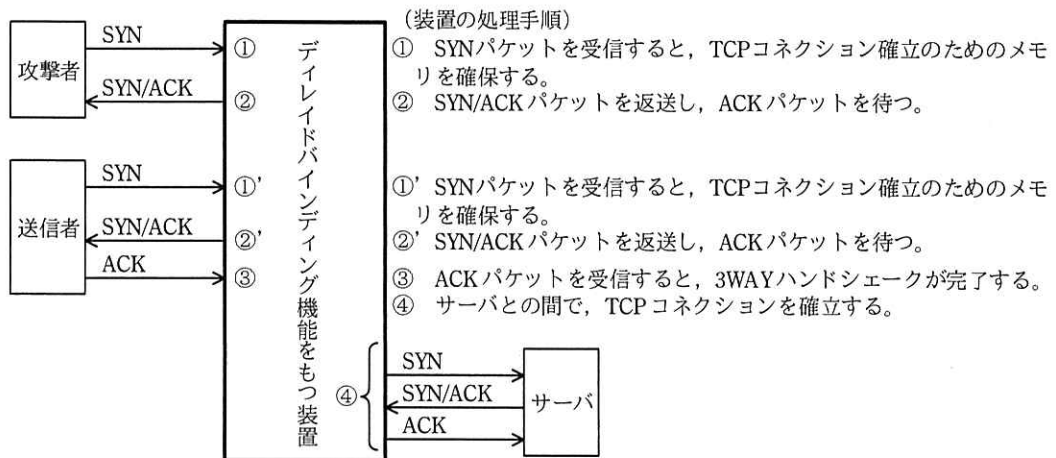 (装置の処理手順)
攻撃者
SYN
①
① SYNパケットを受信すると，TCPコネクション確立のためのメモ
リを確保する。
SYN/ACK
②
② SYN/ACKパケットを返送し，ACKパケットを待つ。
ディレイドバインディング機能をもつ装置
送信者
SYN
①'
①' SYNパケットを受信すると，TCPコネクション確立のためのメモ
リを確保する。
SYN/ACK
②'
②' SYN/ACKパケットを返送し，ACKパケットを待つ。
ACK
③
③ ACKパケットを受信すると，3WAYハンドシェークが完了する。
④ サーバとの間で，TCPコネクションを確立する。
④
SYN
SYN/ACK
ACK
サーバ